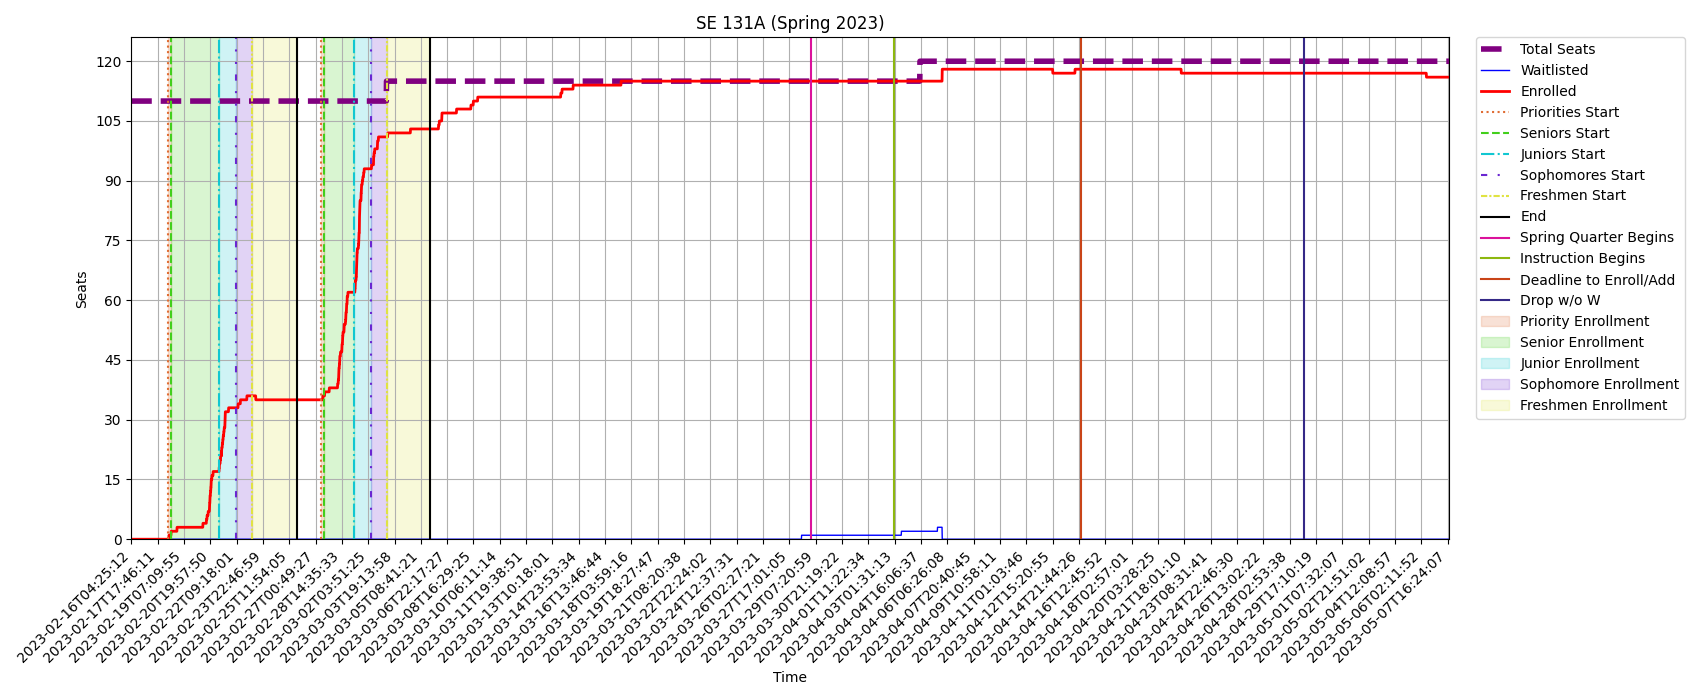 SE 131A (Spring 2023)
Seats
120
105
90
75
60
45
30
15
0
2023-02-16T04:25:12
2023-02-17T17:46:11
2023-02-19T07:09:55
2023-02-20T19:57:50
2023-02-22T09:18:01
2023-02-23T22:46:59
2023-02-25T11:54:05
2023-02-27T00:49:27
2023-02-28T14:35:33
2023-03-02T03:51:25
2023-03-03T19:13:58
2023-03-05T08:41:21
2023-03-06T22:17:27
2023-03-08T16:29:25
2023-03-10T06:11:14
2023-03-11T19:38:51
2023-03-13T10:18:01
2023-03-14T23:53:34
2023-03-16T13:46:44
2023-03-18T03:59:16
2023-03-19T18:27:47
2023-03-21T08:20:38
2023-03-22T22:24:02
2023-03-24T12:37:31
2023-03-26T02:27:21
2023-03-27T17:01:05
2023-03-29T07:20:59
2023-03-30T21:19:22
2023-04-01T11:22:34
2023-04-03T01:31:13
2023-04-04T16:06:37
2023-04-06T06:26:08
2023-04-07T20:40:45
2023-04-09T10:58:11
2023-04-11T01:03:46
2023-04-12T15:20:55
2023-04-14T21:44:26
2023-04-16T12:45:52
2023-04-18T02:57:01
2023-04-20T03:28:25
2023-04-21T18:01:10
2023-04-23T08:31:41
2023-04-24T22:46:30
2023-04-26T13:02:22
2023-04-28T02:53:38
2023-04-29T17:10:19
2023-05-01T07:32:07
2023-05-02T21:51:02
2023-05-04T12:08:57
2023-05-06T02:11:52
2023-05-07T16:24:07
Time
Total Seats
Waitlisted
Enrolled
Priorities Start
Seniors Start
Juniors Start
Sophomores Start
Freshmen Start
End
Spring Quarter Begins
Instruction Begins
Deadline to Enroll/Add
Drop w/o W
Priority Enrollment
Senior Enrollment
Junior Enrollment
Sophomore Enrollment
Freshmen Enrollment